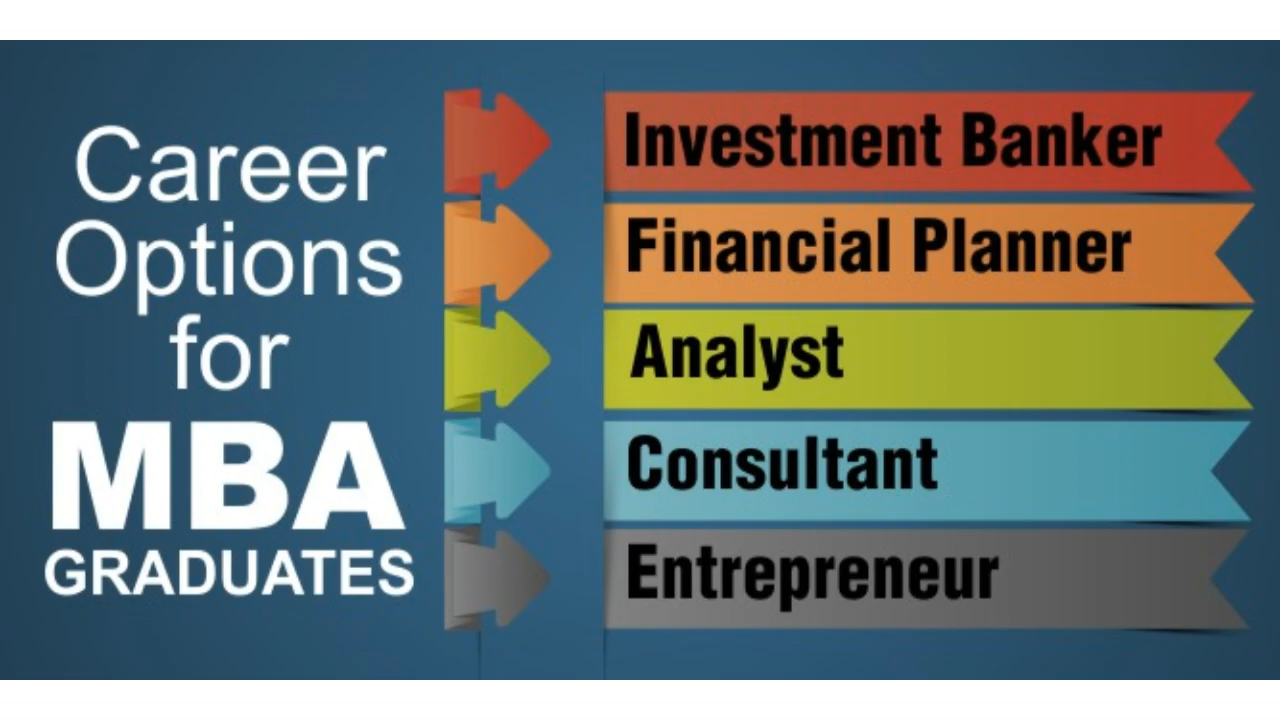 Career
Options
for
MBA
GRADUATES
Investment Banker
Financial Planner
Analyst
Consultant
Entrepreneur